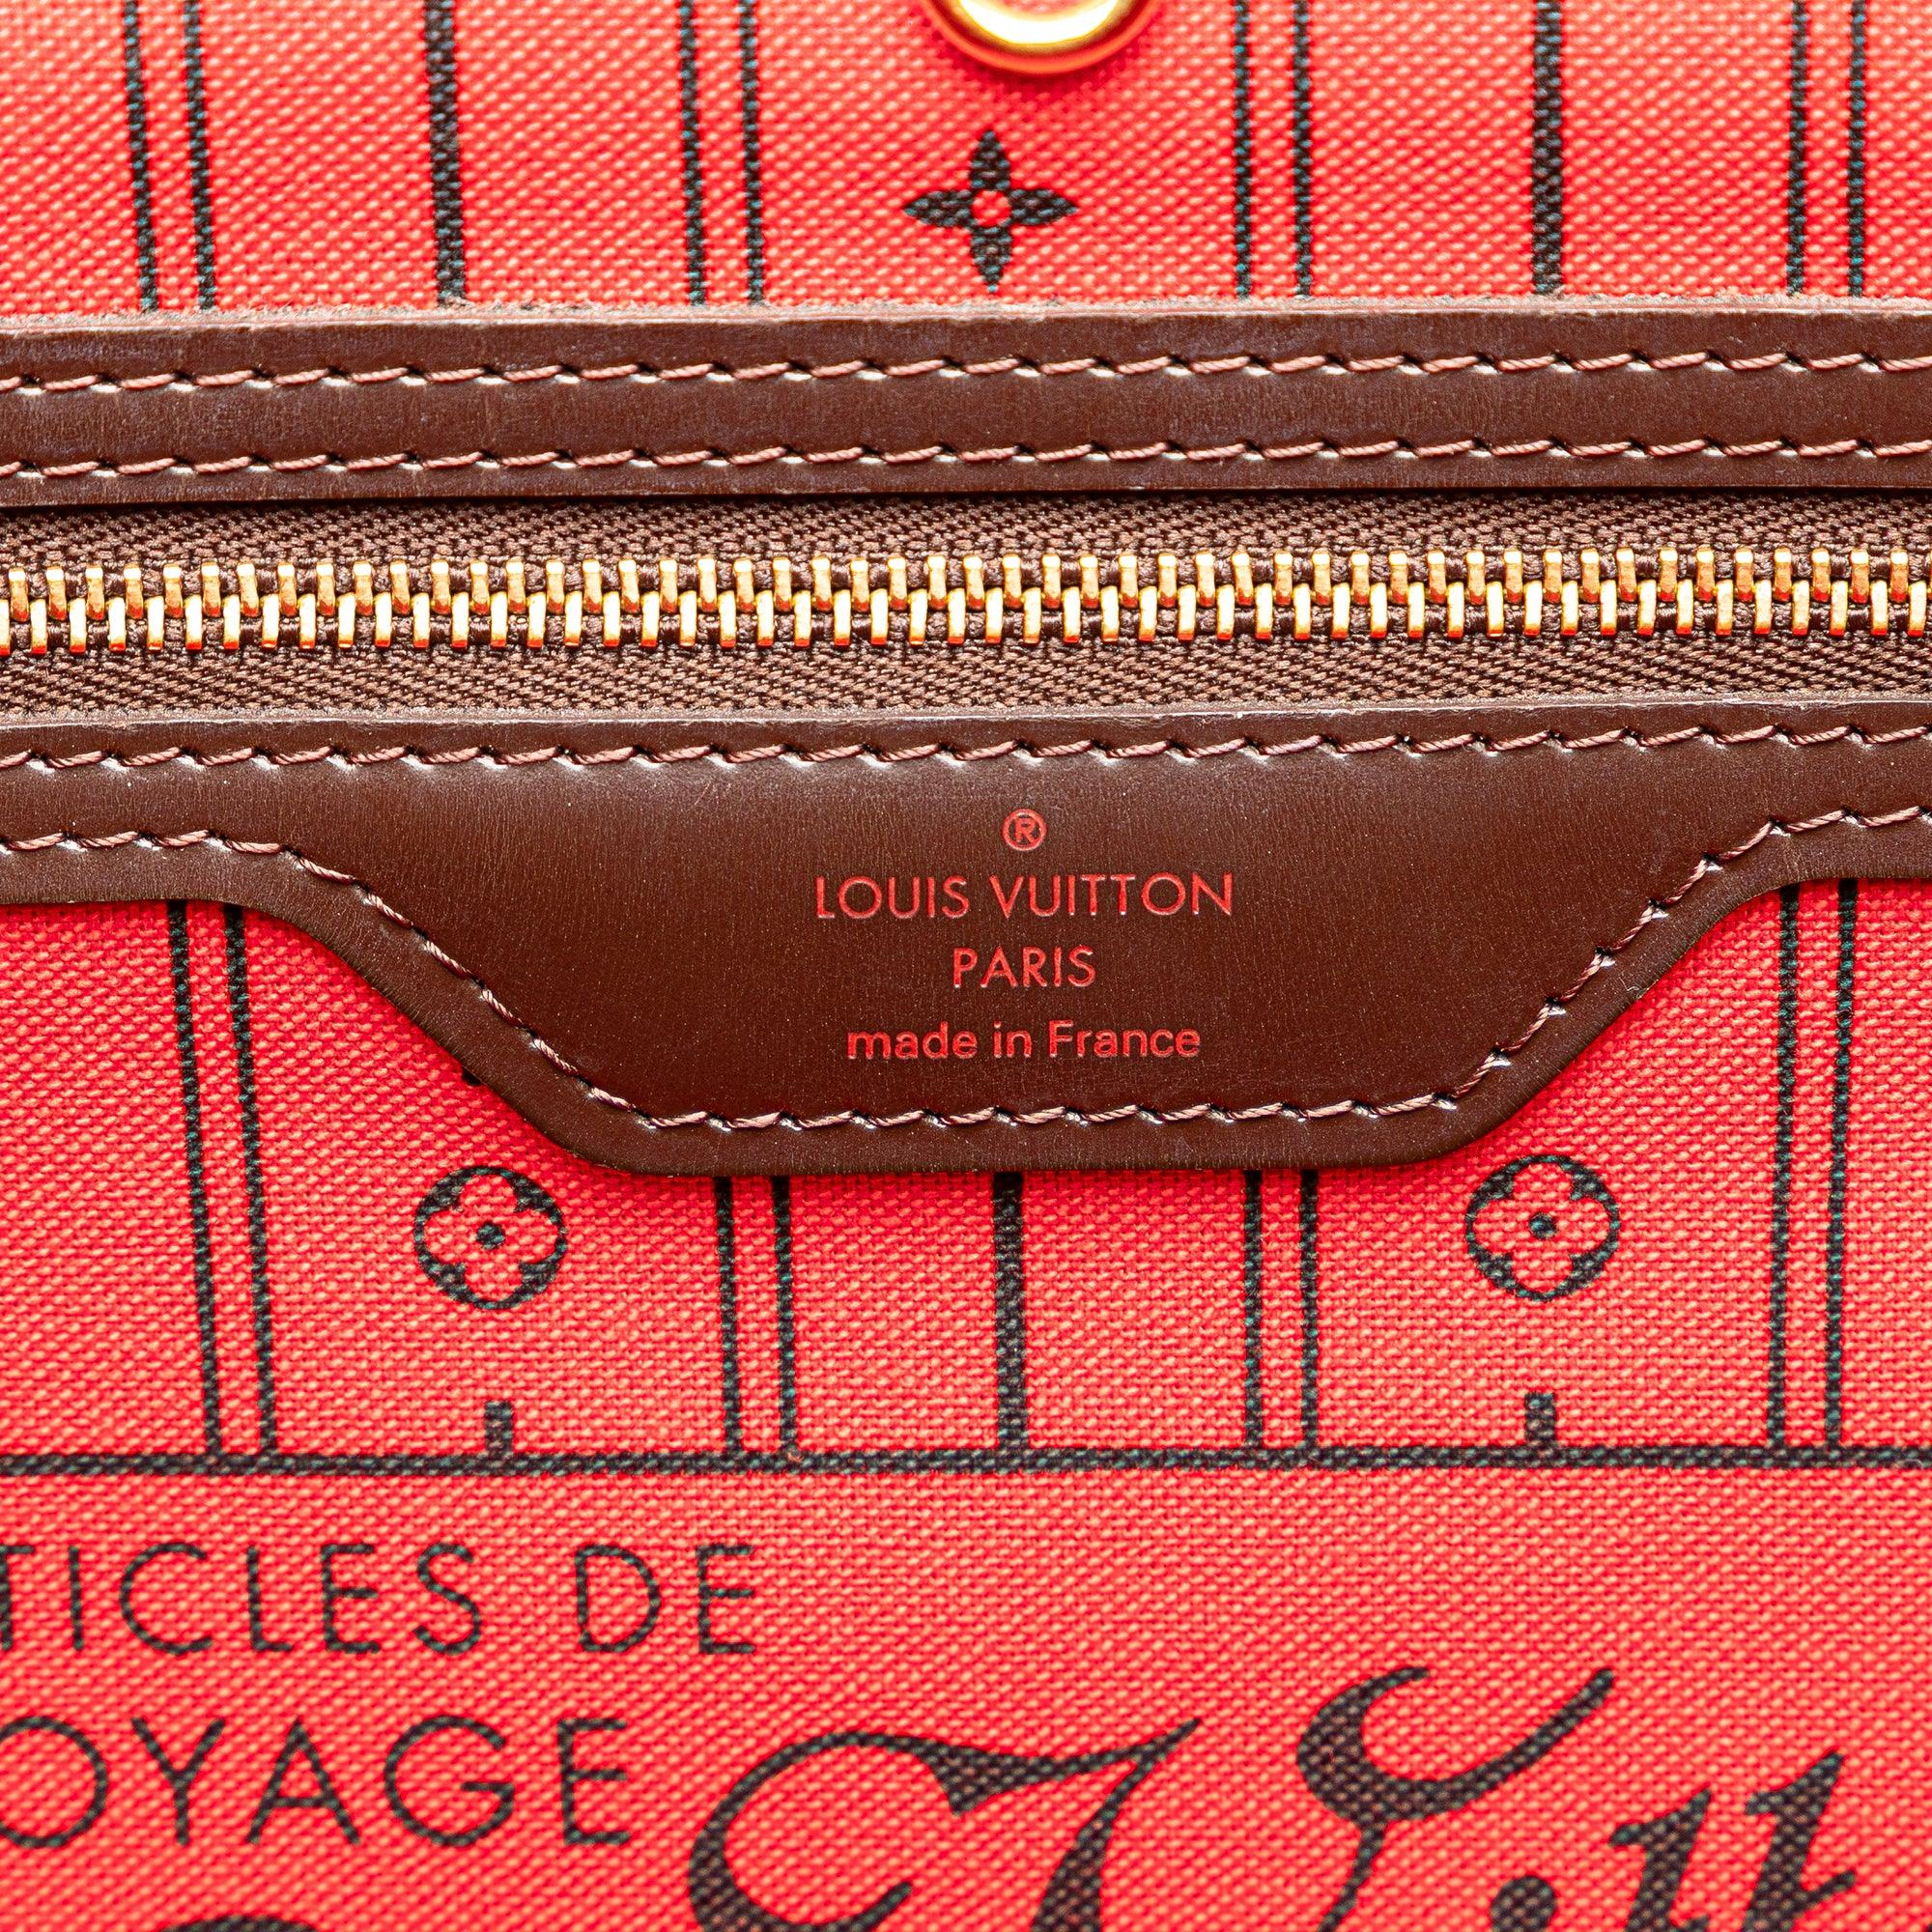 ®
LOUIS VUITTON
PARIS
made in France
TICLES DE
OYAGE